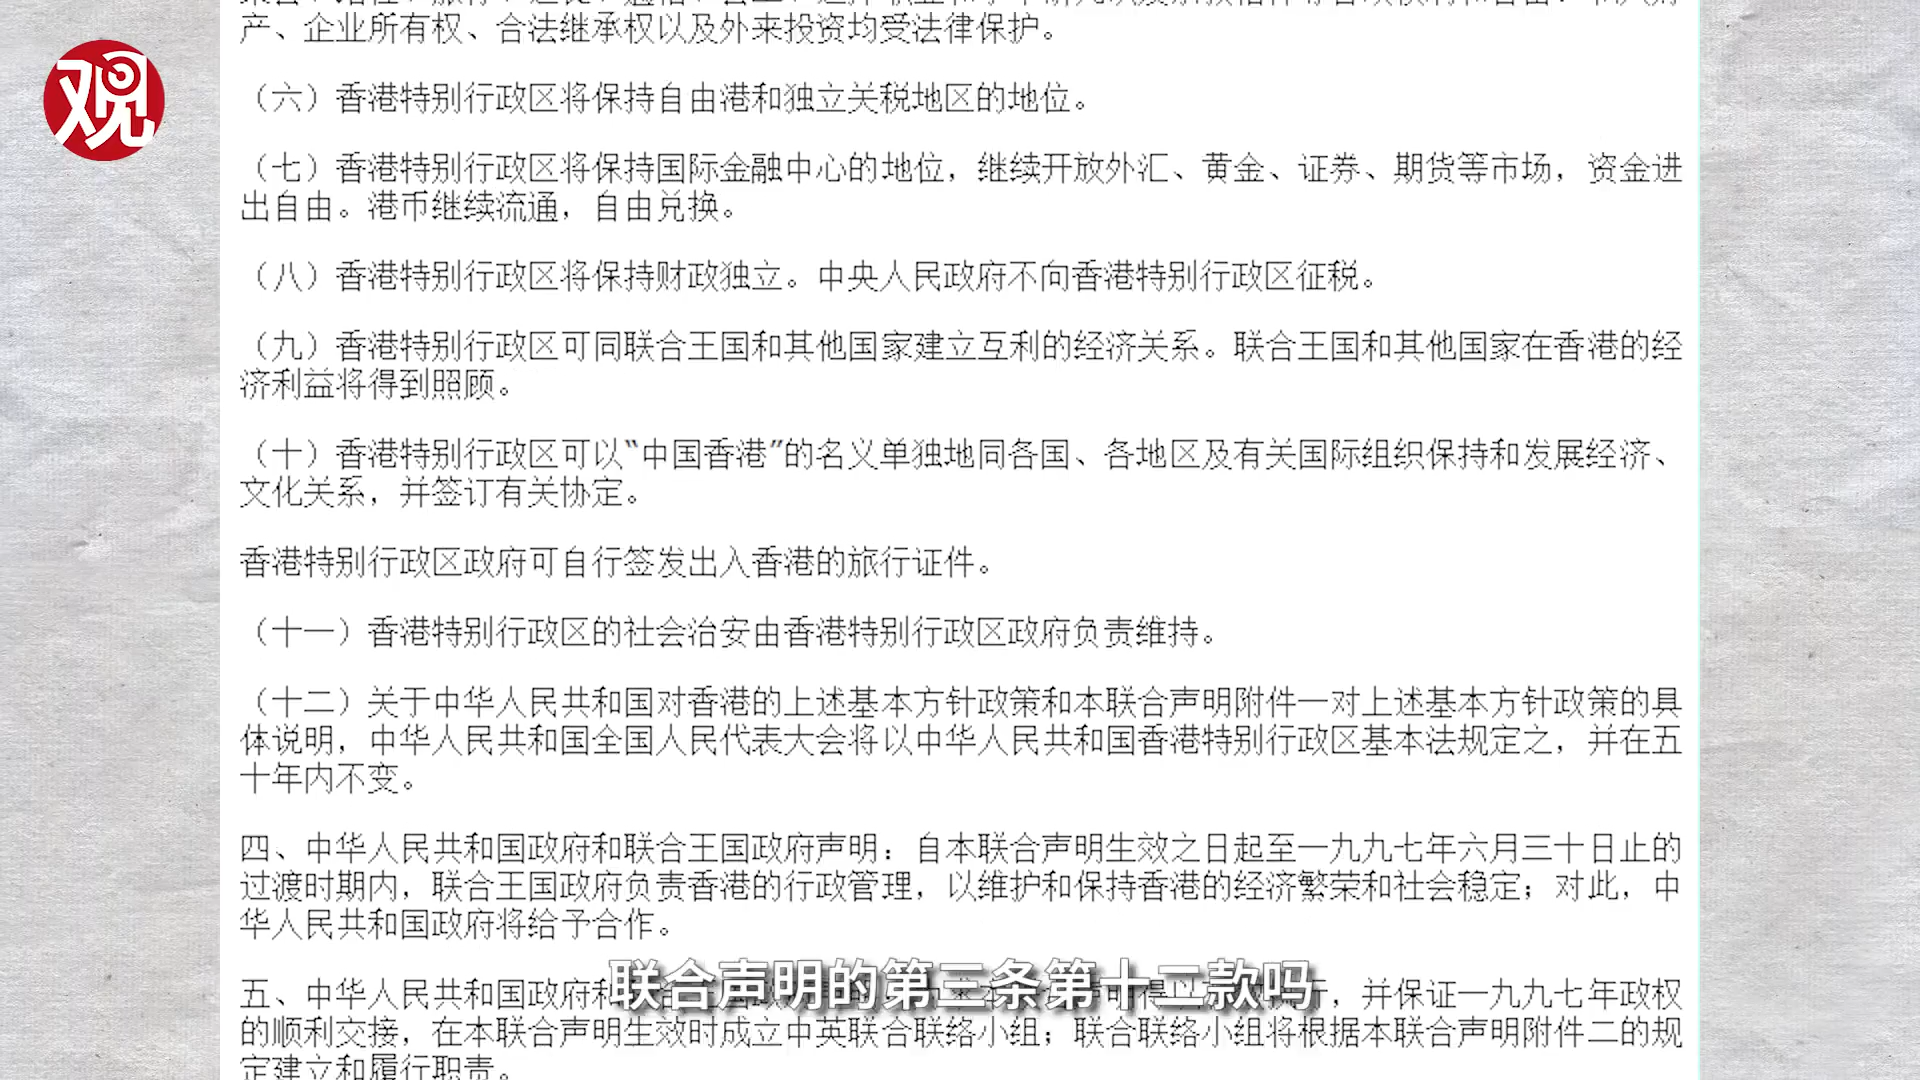 观
产、企业所有权、合法继承权以及外来投资均受法律保护。
（六）香港特别行政区将保持自由港和独立关税地区的地位。
（七）香港特别行政区将保持国际金融中心的地位，继续开放外汇、黄金、证券、期货等市场，资金进
出自由。港币继续流通，自由兑换。
（八）香港特别行政区将保持财政独立。中央人民政府不向香港特别行政区征税。
（九）香港特别行政区可同联合王国和其他国家建立互利的经济关系。联合王国和其他国家在香港的经
济利益将得到照顾。
（十）香港特别行政区可以“中国香港”的名义单独地同各国、各地区及有关国际组织保持和发展经济、
文化关系，并签订有关协定。
香港特别行政区政府可自行签发出入香港的旅行证件。
（十一）香港特别行政区的社会治安由香港特别行政区政府负责维持。
（十二）关于中华人民共和国对香港的上述基本方针政策和本联合声明附件一对上述基本方针政策的具
体说明，中华人民共和国全国人民代表大会将以中华人民共和国香港特别行政区基本法规定之，并在五
十年内不变。
四、中华人民共和国政府和联合王国政府声明：自本联合声明生效之日起至一九九七年六月三十日止的
过渡时期内，联合王国政府负责香港的行政管理，以维护和保持香港的经济繁荣和社会稳定；对此，中
华人民共和国政府将给予合作。
五、中华人民共和国政府和
行，并保证一九九七年政权
联合声明的第三条第十二款吗
的顺利交接，在本联合声明生效时成立中英联合联络小组；联合联络小组将根据本联合声明附件二的规
定建立和履行职责。